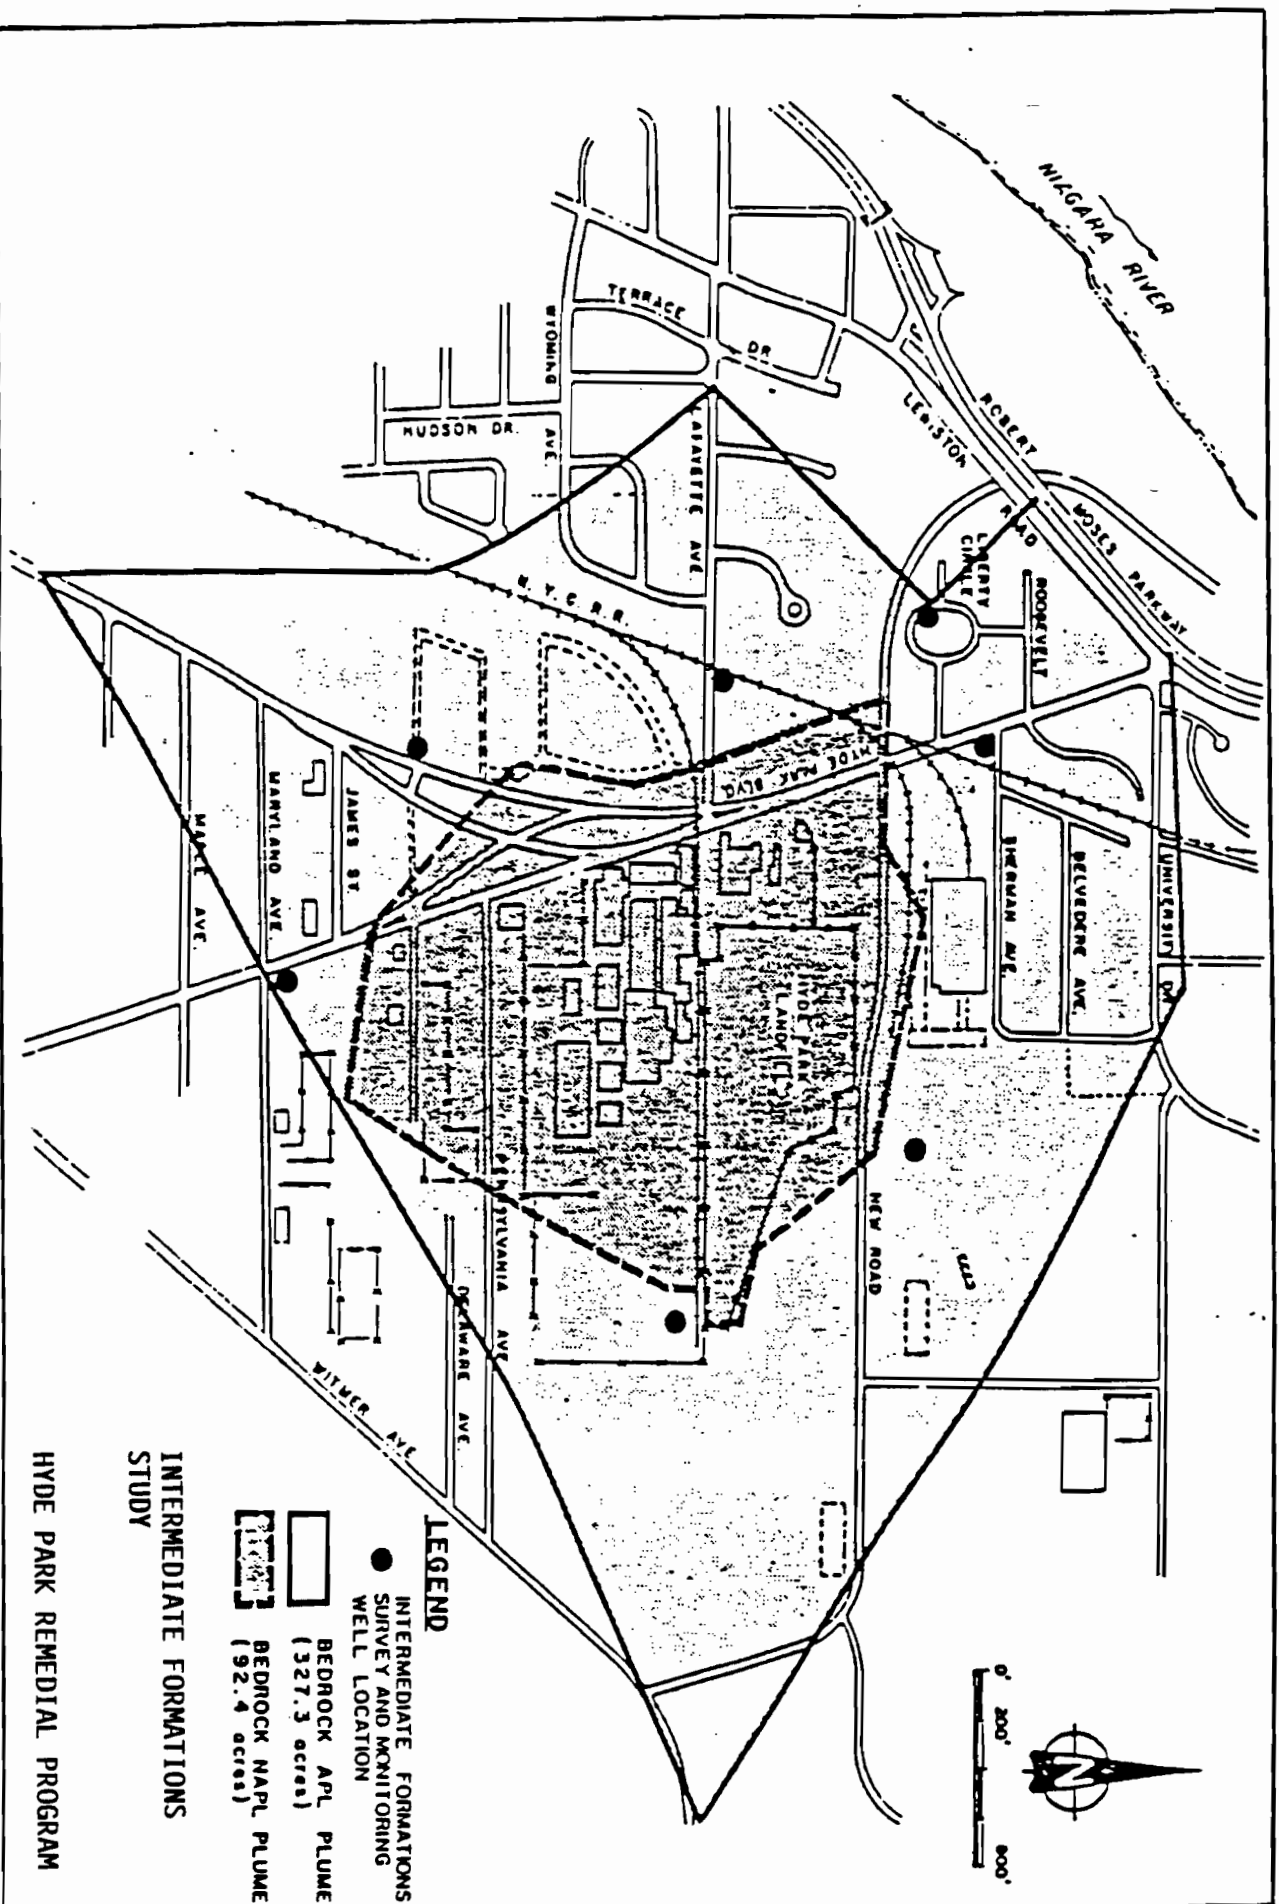 NIAGARA RIVER
ROBERT MOSES PARKWAY
LEWISTON ROAD
TERRACE DR
WYOMING AVE.
HUDSON DR.
LAFAYETTE AVE
LIBERTY CIRCLE
ROOSEVELT
N.Y.C.R.R.
HYDE PARK BLVD.
UNIVERSITY DR
BELVEDERE AVE.
SHERMAN AVE.
HYDE PARK
LANDFILL
NEW ROAD
JAMES ST.
MARYLAND AVE
MAPLE AVE.
PENNSYLVANIA AVE
DELAWARE AVE.
WITMER AVE
0' 200' 800'
N
LEGEND
INTERMEDIATE FORMATIONS
SURVEY AND MONITORING
WELL LOCATION
BEDROCK APL PLUME
(327.3 acres)
BEDROCK NAPL PLUME
(92.4 acres)
INTERMEDIATE FORMATIONS
STUDY
HYDE PARK REMEDIAL PROGRAM